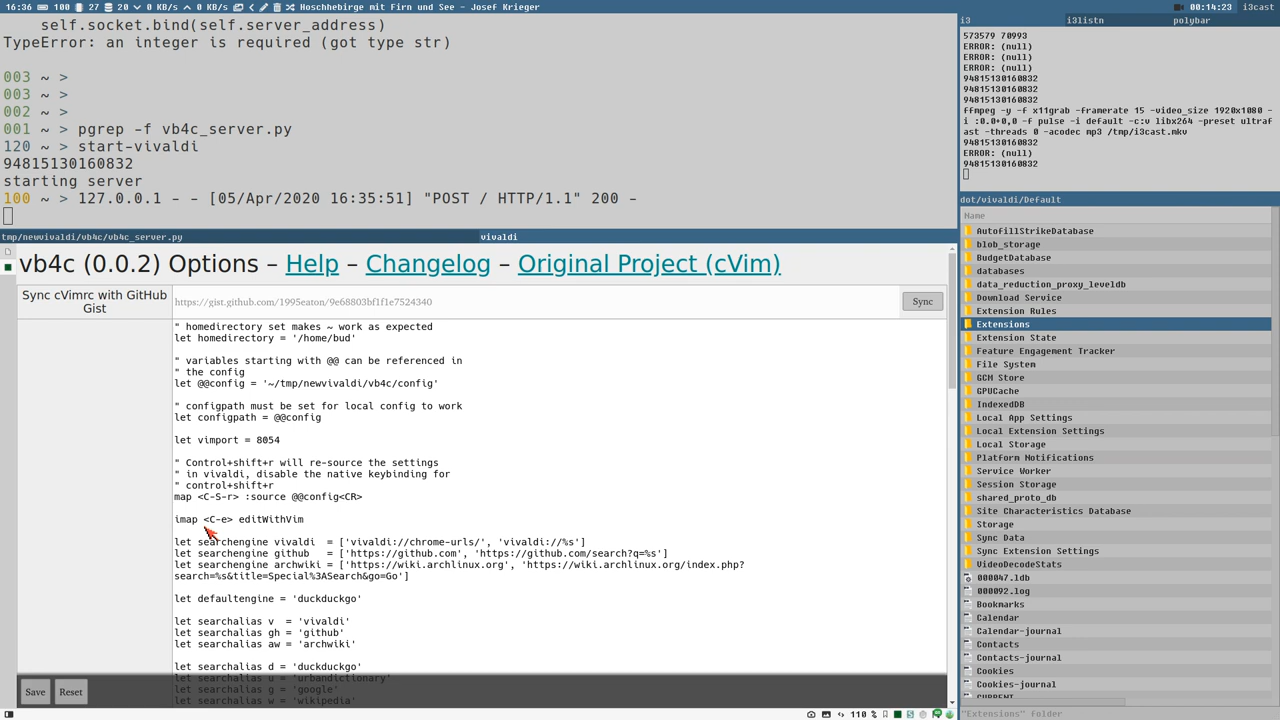 16:36 100 27 20 0 KB/s 0 KB/s Hoschhebirge mit Firn und See - Josef Krieger 00:14:23 i3cast
self.socket.bind(self.server_address)
TypeError: an integer is required (got type str)
003 ~ >
003 ~ >
002 ~ >
001 ~ > pgrep -f vb4c_server.py
120 ~ > start-vivaldi
94815130160832
starting server
100 ~ > 127.0.0.1 - - [05/Apr/2020 16:35:51] "POST / HTTP/1.1" 200 -
tmp/newvivaldi/vb4c/vb4c_server.py vivaldi
vb4c (0.0.2) Options – Help – Changelog – Original Project (cVim)
Sync cVimrc with GitHub
Gist
https://gist.github.com/1995eaton/9e68803bf1f1e7524340
Sync
" homedirectory set makes ~ work as expected
let homedirectory = '/home/bud'
" variables starting with @@ can be referenced in
" the config
let @@config = '~/tmp/newvivaldi/vb4c/config'
" configpath must be set for local config to work
let configpath = @@config
let vimport = 8054
" Control+shift+r will re-source the settings
" in vivaldi, disable the native keybinding for
" control+shift+r
map <C-S-r> :source @@config<CR>
imap <C-e> editWithVim
let searchengine vivaldi  = ['vivaldi://chrome-urls/', 'vivaldi://%s']
let searchengine github   = ['https://github.com', 'https://github.com/search?q=%s']
let searchengine archwiki = ['https://wiki.archlinux.org', 'https://wiki.archlinux.org/index.php?
search=%s&title=Special%3ASearch&go=Go']
let defaultengine = 'duckduckgo'
let searchalias v  = 'vivaldi'
let searchalias gh = 'github'
let searchalias aw = 'archwiki'
let searchalias d = 'duckduckgo'
let searchalias u = 'urbandictionary'
let searchalias g = 'google'
let searchalias w = 'wikipedia'
Save Reset
110 %
i3 i3listn polybar
573579 70993
ERROR: (null)
ERROR: (null)
ERROR: (null)
94815130160832
94815130160832
94815130160832
ffmpeg -y -f x11grab -framerate 15 -video_size 1920x1080 -
i :0.0+0,0 -f pulse -i default -c:v libx264 -preset ultraf
ast -threads 0 -acodec mp3 /tmp/i3cast.mkv
94815130160832
ERROR: (null)
94815130160832
dot/vivaldi/Default
Name
AutofillStrikeDatabase
blob_storage
BudgetDatabase
databases
data_reduction_proxy_leveldb
Download Service
Extension Rules
Extensions
Extension State
Feature Engagement Tracker
File System
GCM Store
GPUCache
IndexedDB
Local App Settings
Local Extension Settings
Local Storage
Platform Notifications
Service Worker
Session Storage
shared_proto_db
Site Characteristics Database
Storage
Sync Data
Sync Extension Settings
VideoDecodeStats
000047.ldb
000092.log
Bookmarks
Calendar
Calendar-journal
Contacts
Contacts-journal
Cookies
Cookies-journal
CURRENT
"Extensions" folder